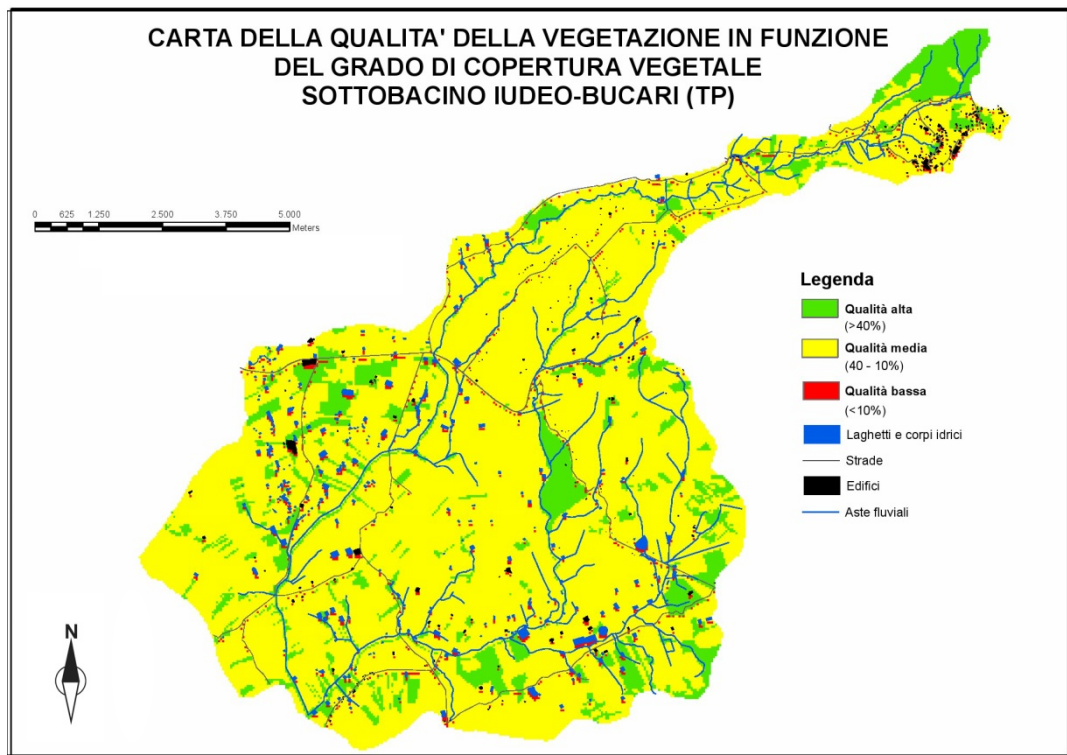 CARTA DELLA QUALITA' DELLA VEGETAZIONE IN FUNZIONE
DEL GRADO DI COPERTURA VEGETALE
SOTTOBACINO IUDEO-BUCARI (TP)
0 625 1.250 2.500 3.750 5.000
Meters
Legenda
Qualità alta
(>40%)
Qualità media
(40 - 10%)
Qualità bassa
(<10%)
Laghetti e corpi idrici
Strade
Edifici
Aste fluviali
N